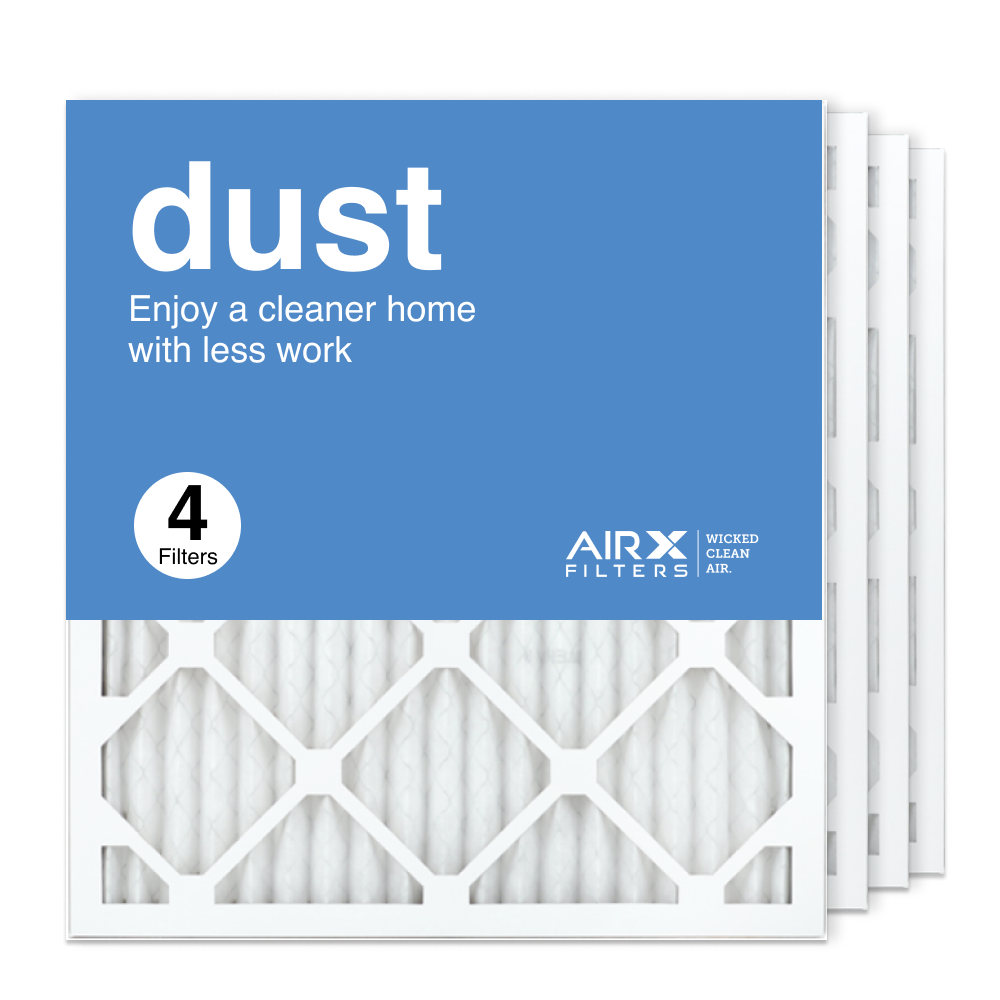 dust
Enjoy a cleaner home
with less work
4
Filters
AIRX
FILTERS
WICKED
CLEAN
AIR.